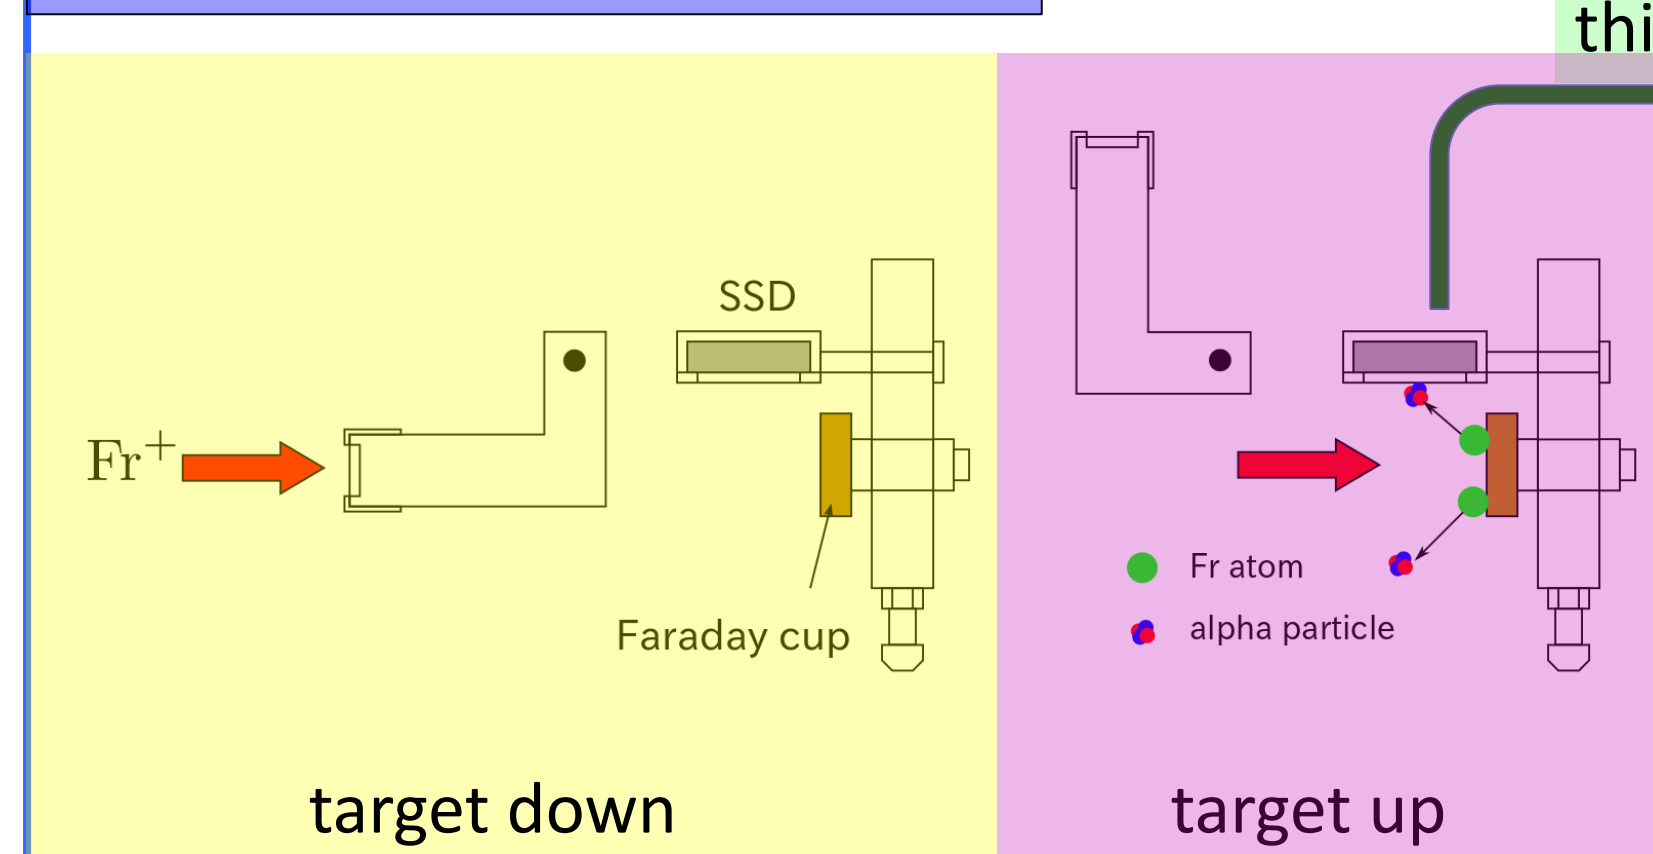 thi
SSD
Fr⁺
Faraday cup
Fr atom
alpha particle
target down
target up